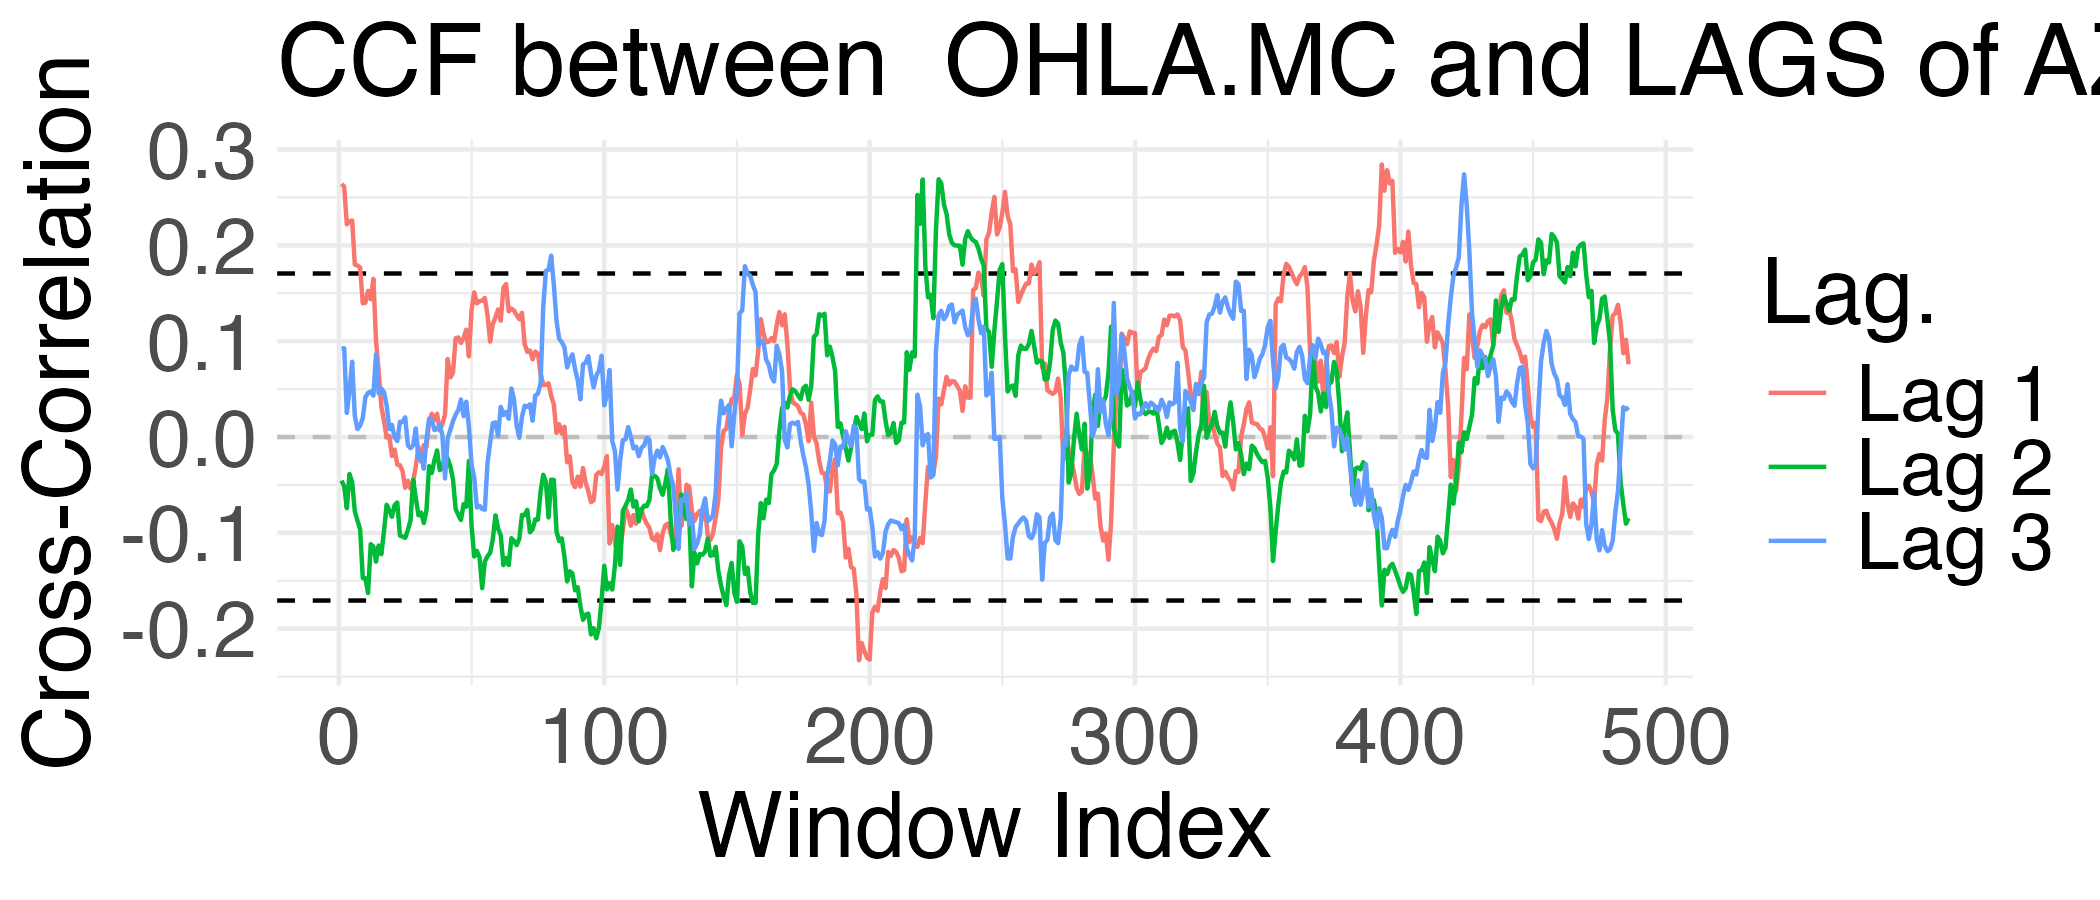 CCF between  OHLA.MC and LAGS of
Cross-Correlation
0.3
0.2
0.1
0.0
-0.1
-0.2
0
100
200
300
400
500
Window Index
Lag.
Lag 1
Lag 2
Lag 3